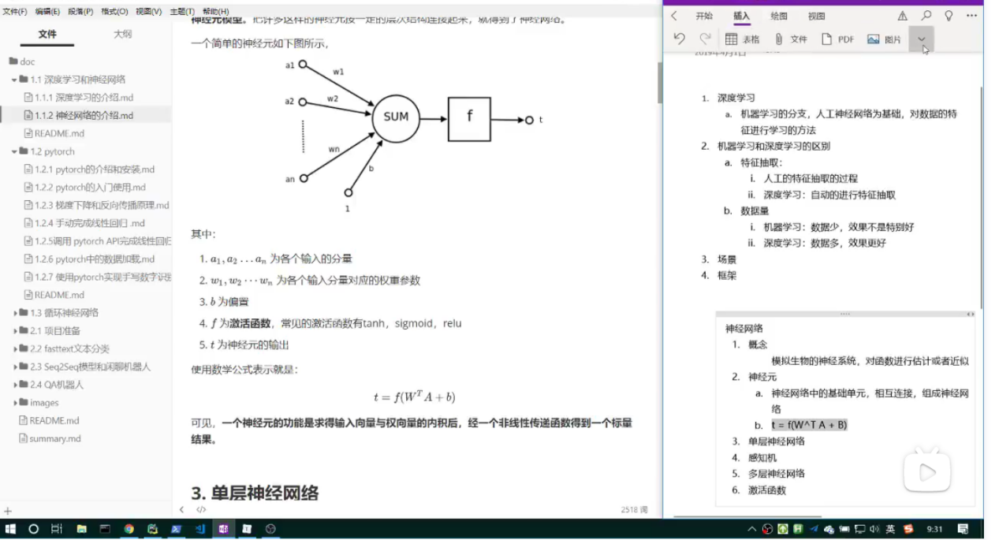 文件(F) 编辑(E) 段落(P) 格式(O) 视图(V) 主题(T) 帮助(H)
文件 大纲
doc
1.1 深度学习和神经网络
1.1.1 深度学习的介绍.md
1.1.2 神经网络的介绍.md
README.md
1.2 pytorch
1.2.1 pytorch的介绍和安装.md
1.2.2 pytorch的入门使用.md
1.2.3 梯度下降和反向传播原理.md
1.2.4 手动完成线性回归 .md
1.2.5调用 pytorch API完成线性回归
1.2.6 pytorch中的数据加载.md
1.2.7 使用pytorch实现手写数字识别
README.md
1.3 循环神经网络
2.1 项目准备
2.2 fasttext文本分类
2.3 Seq2Seq模型和闲聊机器人
2.4 QA机器人
images
README.md
summary.md
神经元模型。把许多这样的神经元按一定的层次结构连接起来，就得到了神经网络。
一个简单的神经元如下图所示，
a1 w1
a2 w2
SUM f t
wn
an b
1
其中：
1. a₁, a₂ … aₙ 为各个输入的分量
2. w₁, w₂ ⋯ wₙ 为各个输入分量对应的权重参数
3. b 为偏置
4. f 为激活函数，常见的激活函数有tanh，sigmoid，relu
5. t 为神经元的输出
使用数学公式表示就是：
t = f(Wᵀ A + b)
可见，一个神经元的功能是求得输入向量与权向量的内积后，经一个非线性传递函数得到一个标量
结果。
3. 单层神经网络
2518 词
开始 插入 绘图 视图
表格 文件 PDF 图片
2019年4月1日
1. 深度学习
a. 机器学习的分支，人工神经网络为基础，对数据的特
征进行学习的方法
2. 机器学习和深度学习的区别
a. 特征抽取：
i. 人工的特征抽取的过程
ii. 深度学习：自动的进行特征抽取
b. 数据量
i. 机器学习：数据少，效果不是特别好
ii. 深度学习：数据多，效果更好
3. 场景
4. 框架
神经网络
1. 概念
模拟生物的神经系统，对函数进行估计或者近似
2. 神经元
a. 神经网络中的基础单元，相互连接，组成神经网
络
b. t = f(W^T A + B)
3. 单层神经网络
4. 感知机
5. 多层神经网络
6. 激活函数
英 9:31